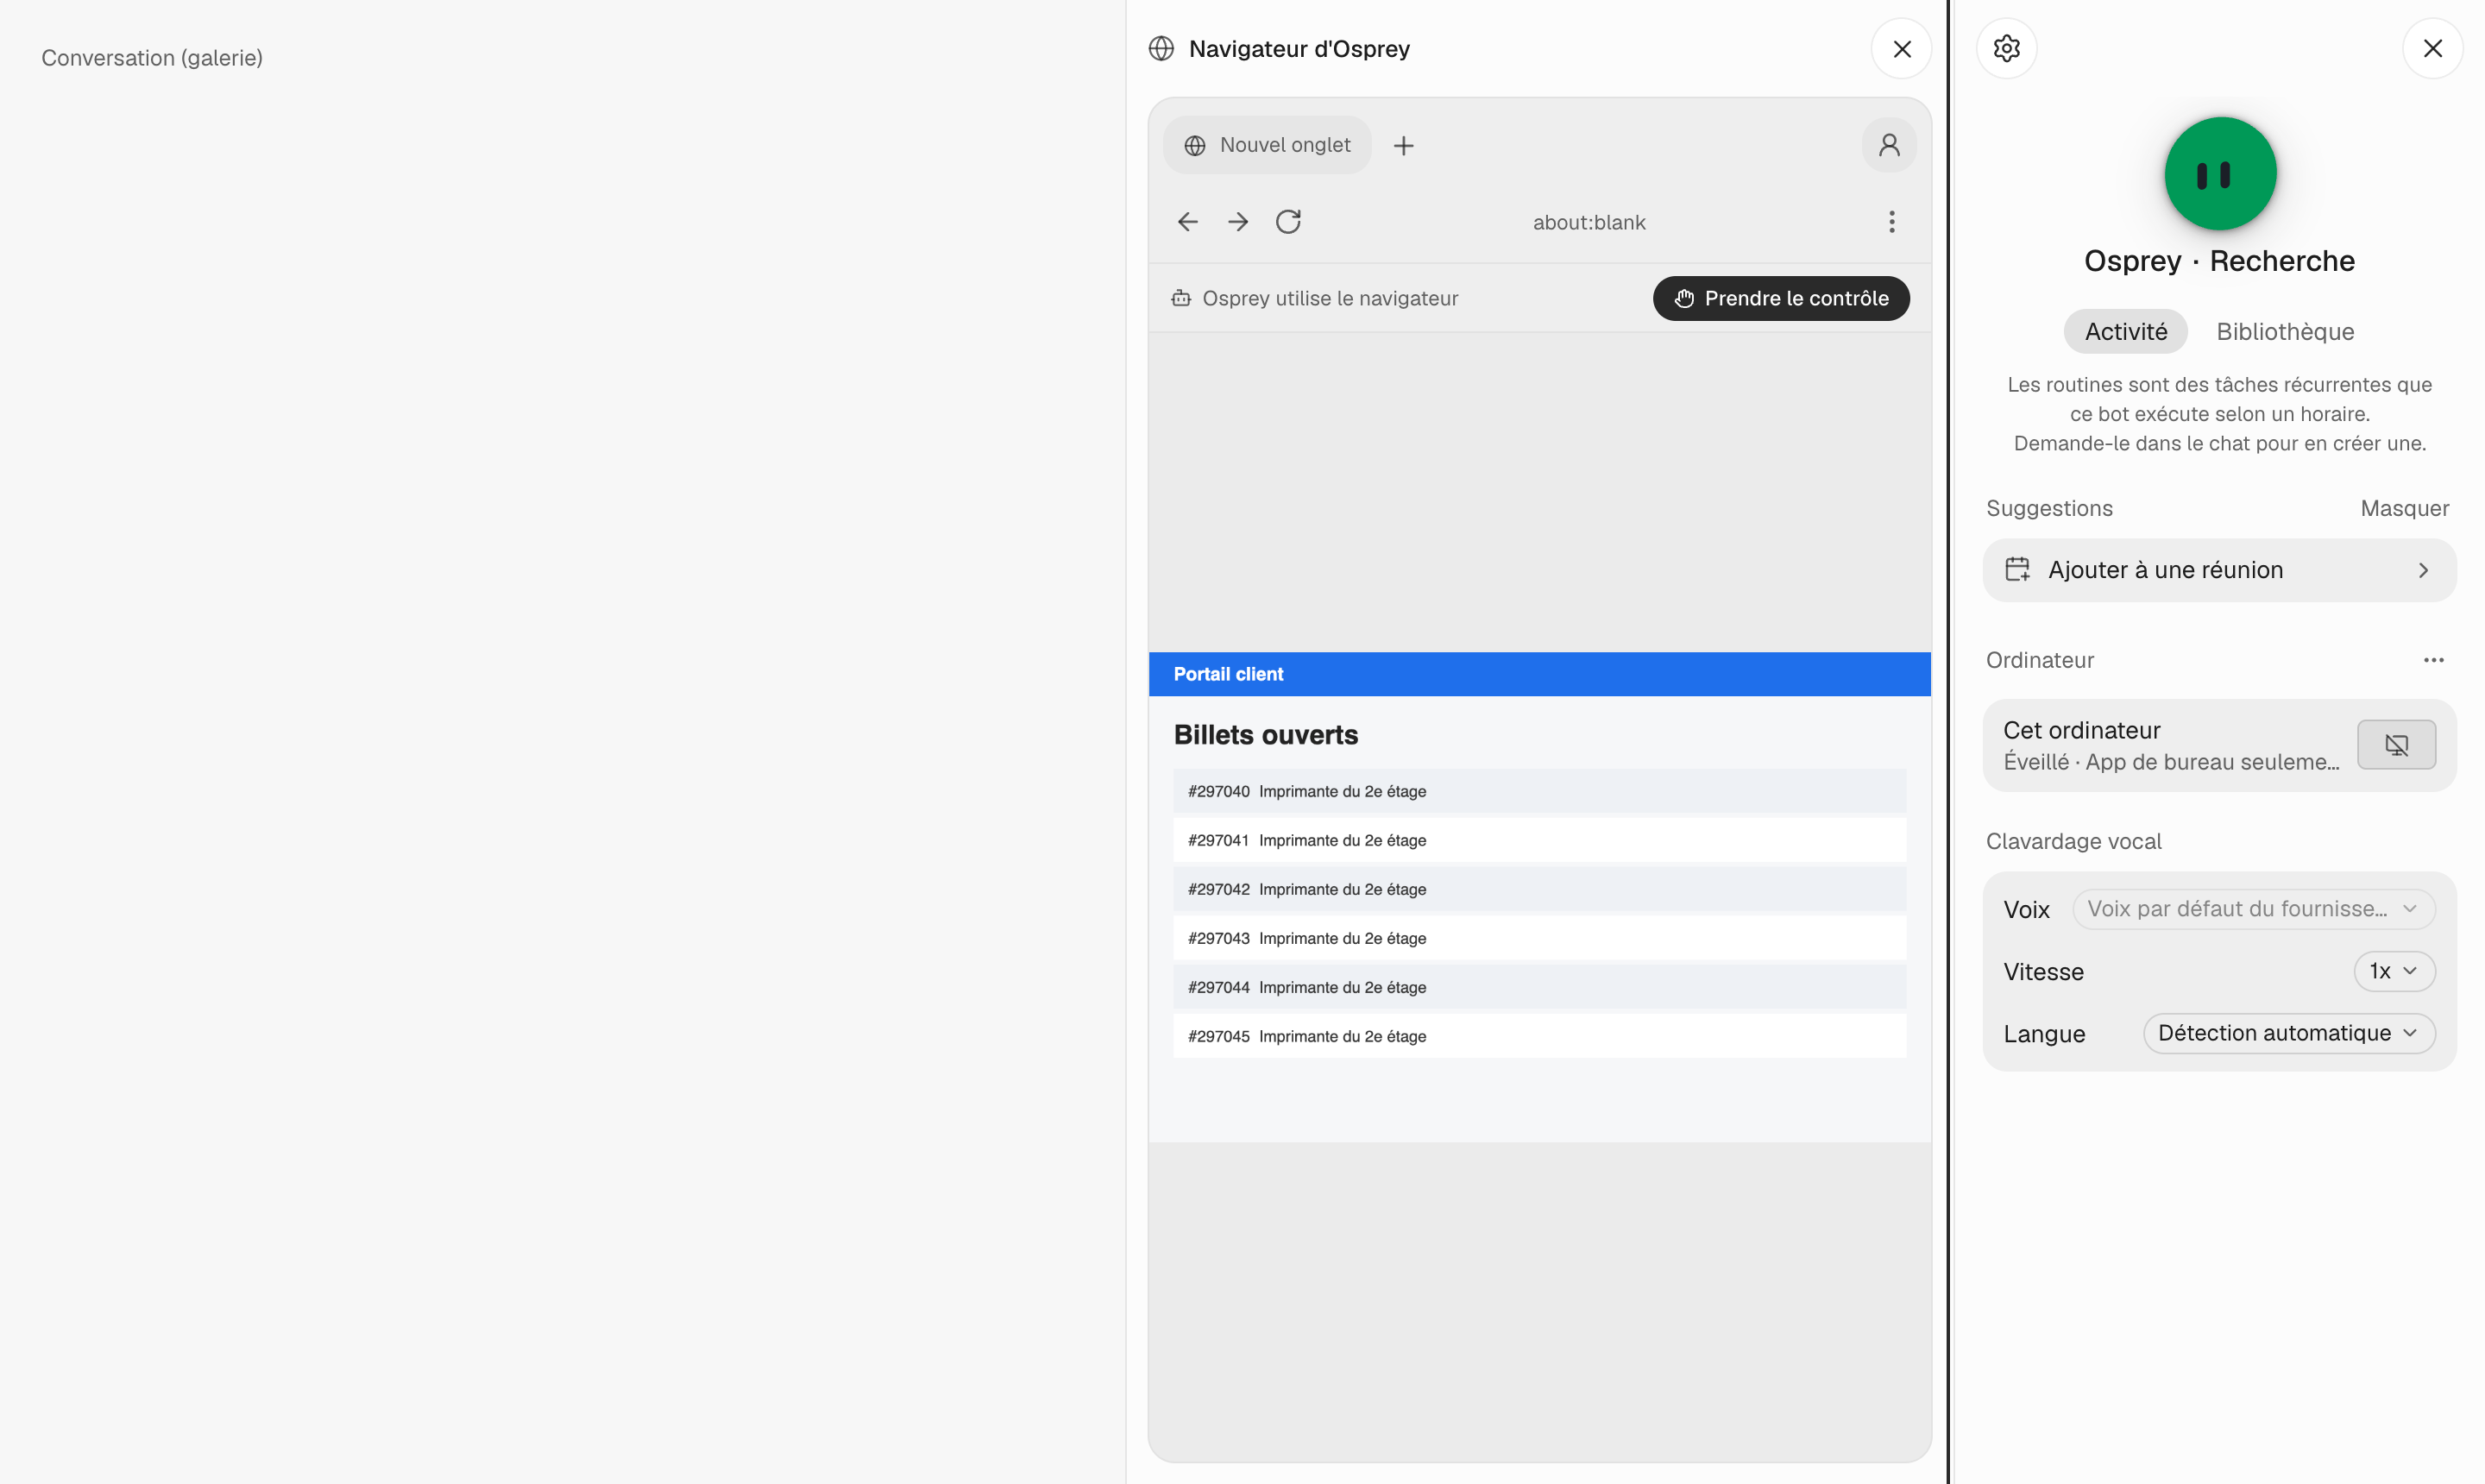 Conversation (galerie)
Navigateur d'Osprey
Nouvel onglet
about:blank
Osprey utilise le navigateur
Prendre le contrôle
Portail client
Billets ouverts
#297040 Imprimante du 2e étage
#297041 Imprimante du 2e étage
#297042 Imprimante du 2e étage
#297043 Imprimante du 2e étage
#297044 Imprimante du 2e étage
#297045 Imprimante du 2e étage
Osprey · Recherche
Activité
Bibliothèque
Les routines sont des tâches récurrentes que
ce bot exécute selon un horaire.
Demande-le dans le chat pour en créer une.
Suggestions
Masquer
Ajouter à une réunion
Ordinateur
Cet ordinateur
Éveillé · App de bureau seuleme...
Clavardage vocal
Voix
Voix par défaut du fournisse...
Vitesse
1x
Langue
Détection automatique